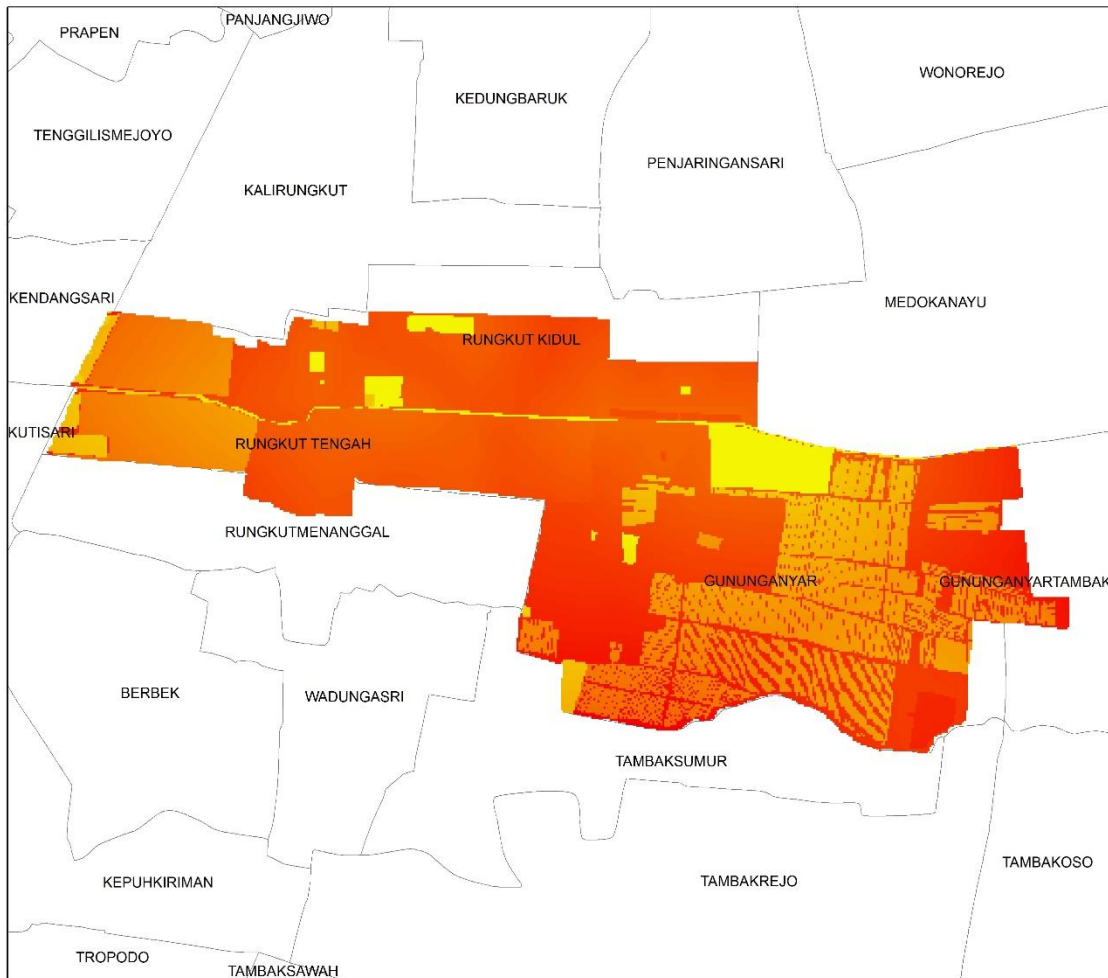 PANJANGJIWO
PRAPEN
WONOREJO
KEDUNGBARUK
TENGGILISMEJOYO
PENJARINGANSARI
KALIRUNGKUT
KENDANGSARI
MEDOKANAYU
RUNGKUT KIDUL
KUTISARI
RUNGKUT TENGAH
RUNGKUTMENANGGAL
GUNUNGANYAR
GUNUNGANYARTAMBAK
BERBEK
WADUNGASRI
TAMBAKSUMUR
TAMBAKOSO
KEPUHKIRIMAN
TAMBAKREJO
TROPODO
TAMBAKSAWAH